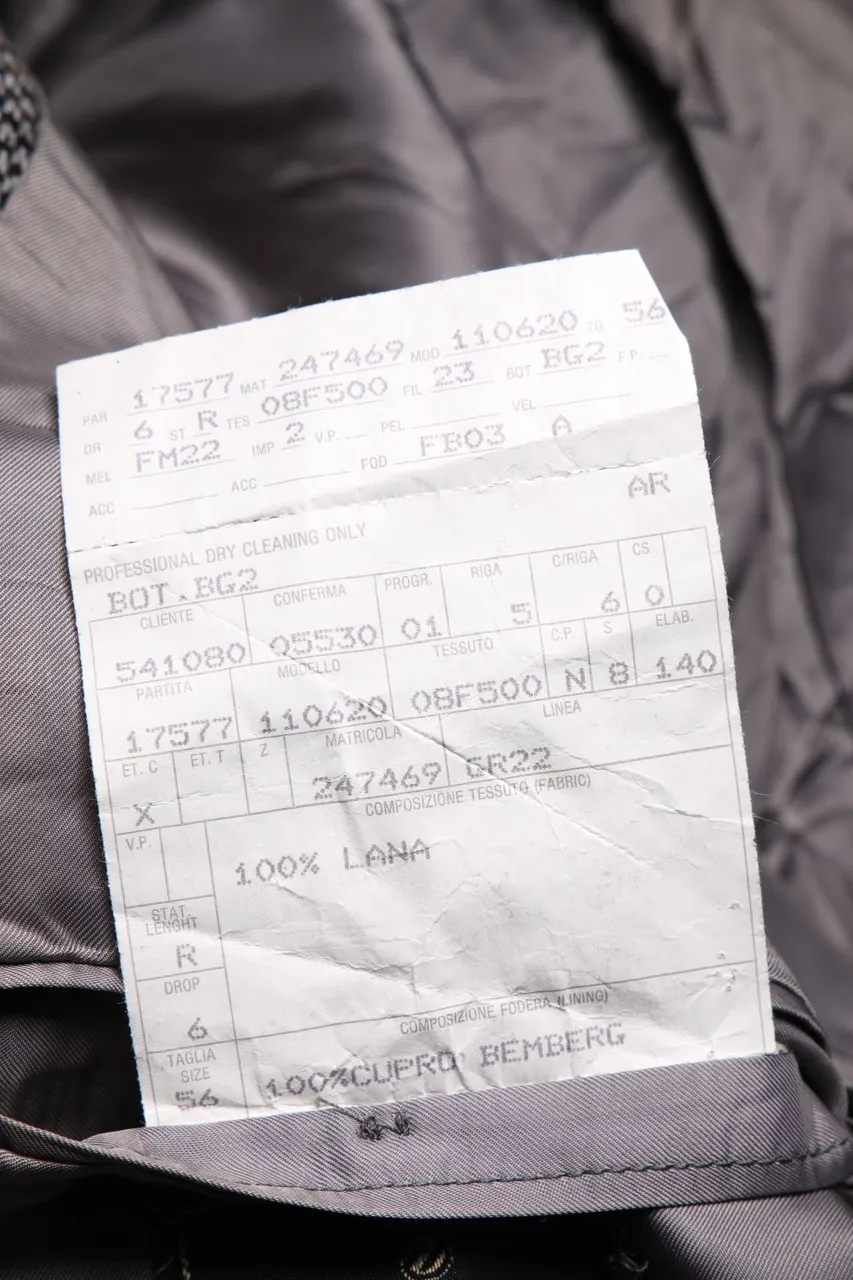 PAR 17577 MAT 247469 MOD 110620 TG 56
DR 6 ST R TES 08F500 FIL 23 BOT BG2 F.P.
MEL FM22 IMP 2 V.P. PEL VEL
ACC ACC FOD FB03 A
AR
PROFESSIONAL DRY CLEANING ONLY
BOT.BG2
CLIENTE CONFERMA PROGR. RIGA C/RIGA CS
541080 05530 01 5 6 0
PARTITA MODELLO TESSUTO C.P. S ELAB.
17577 110620 08F500 N 8 140
ET. C ET. T Z MATRICOLA LINEA
X 247469 GR22
V.P. COMPOSIZIONE TESSUTO (FABRIC)
100% LANA
STAT.
LENGHT
R
DROP
6 COMPOSIZIONE FODERA (LINING)
TAGLIA
SIZE
56 100%CUPRO BEMBERG